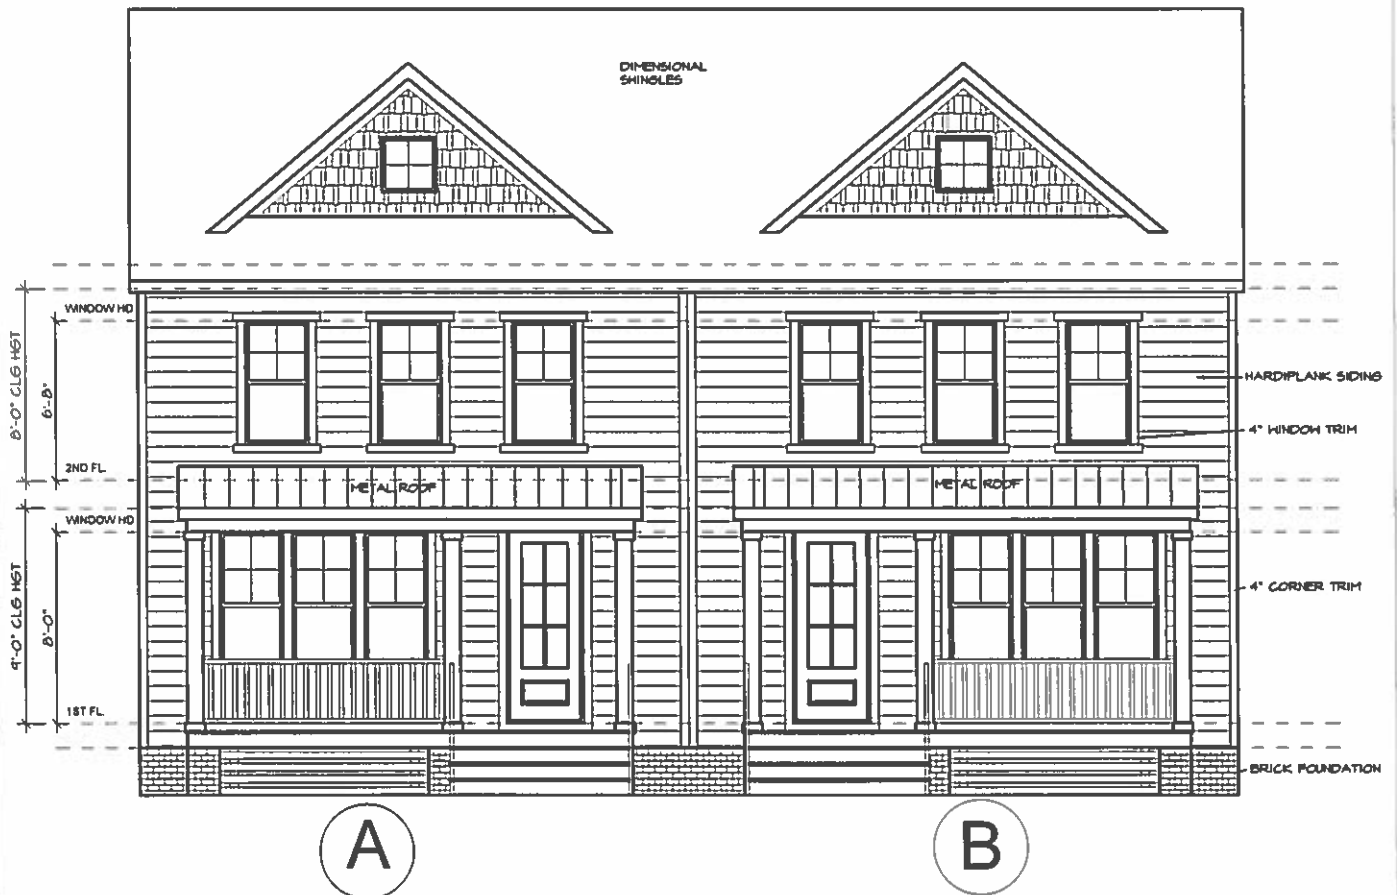 DIMENSIONAL
SHINGLES
WINDOW HD
8'-0" CLG HGT
6'-8"
HARDIPLANK SIDING
4" WINDOW TRIM
2ND FL
METAL ROOF
METAL ROOF
WINDOW HD
9'-0" CLG HGT
8'-0"
4" CORNER TRIM
1ST FL
BRICK FOUNDATION
A
B